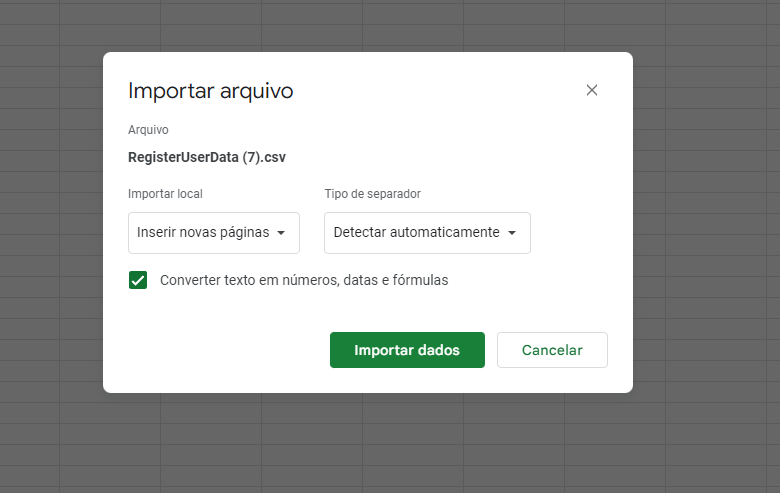 Importar arquivo
Arquivo
RegisterUserData (7).csv
Importar local
Tipo de separador
Inserir novas páginas
Detectar automaticamente
Converter texto em números, datas e fórmulas
Importar dados
Cancelar